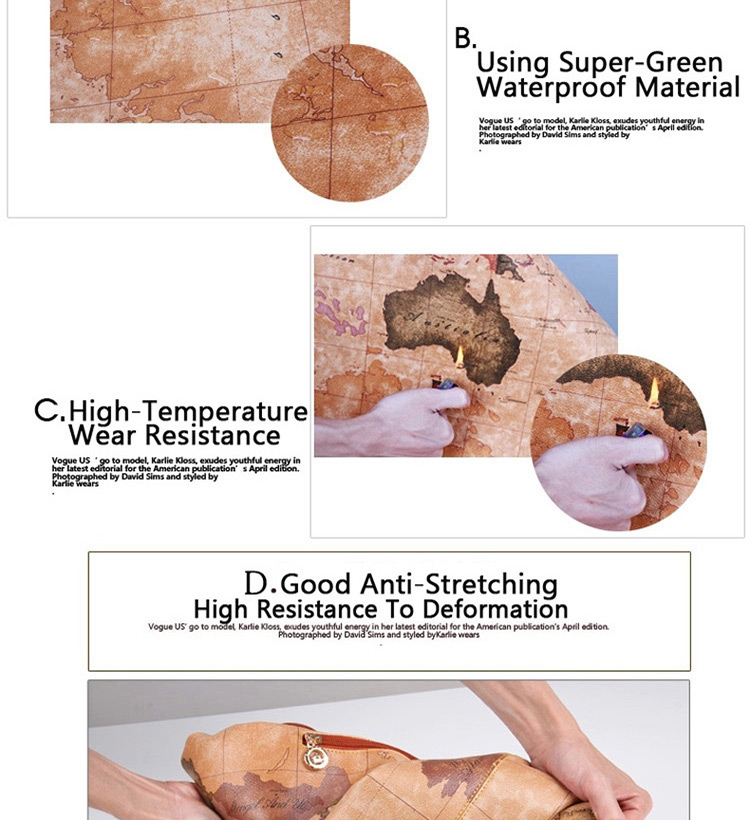 B.
Using Super-Green
Waterproof Material
Vogue US ' go to model, Karlie Kloss, exudes youthful energy in
her latest editorial for the American publication' s April edition.
Photographed by David Sims and styled by
Karlie wears
.
Australia
C.High-Temperature
Wear Resistance
Vogue US ' go to model, Karlie Kloss, exudes youthful energy in
her latest editorial for the American publication' s April edition.
Photographed by David Sims and styled by
Karlie wears
.
D.Good Anti-Stretching
High Resistance To Deformation
Vogue US' go to model, Karlie Kloss, exudes youthful energy in her latest editorial for the American publication's April edition.
Photographed by David Sims and styled byKarlie wears
.